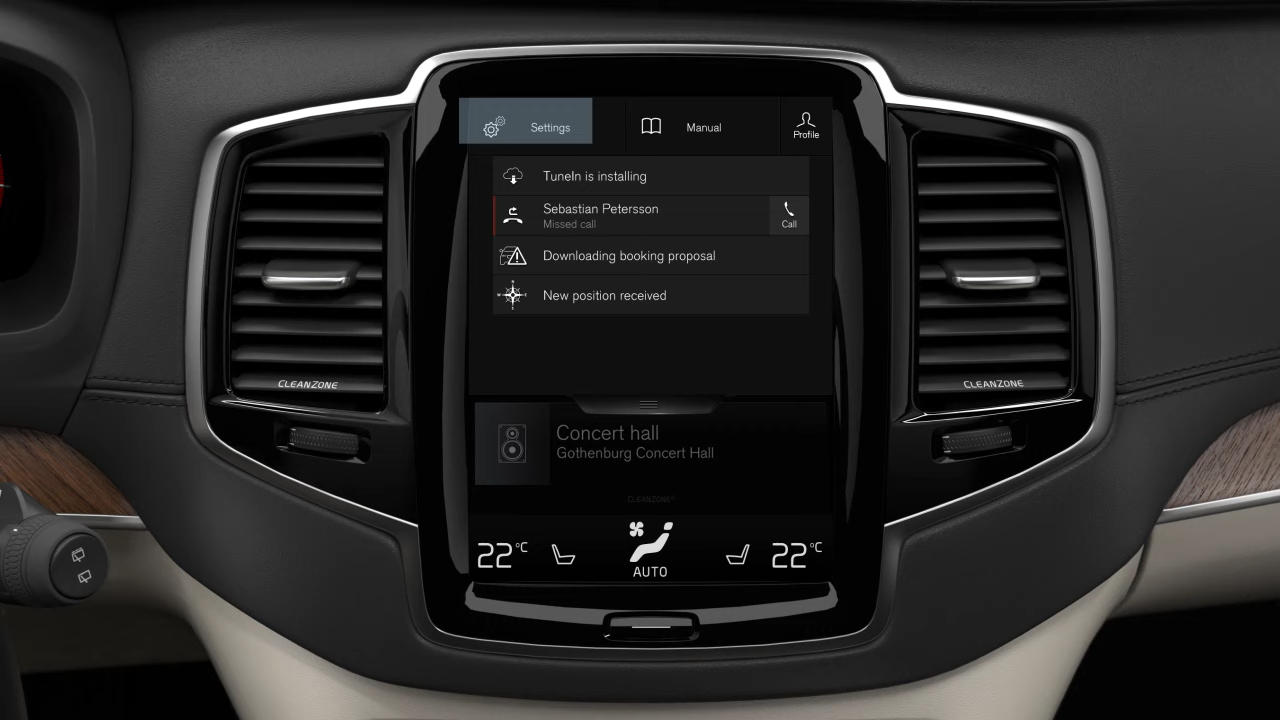 Settings
Manual
Profile
TuneIn is installing
Sebastian Petersson
Missed call
Call
Downloading booking proposal
New position received
CLEANZONE
CLEANZONE
Concert hall
Gothenburg Concert Hall
CLEANZONE®
22°C
AUTO
22°C